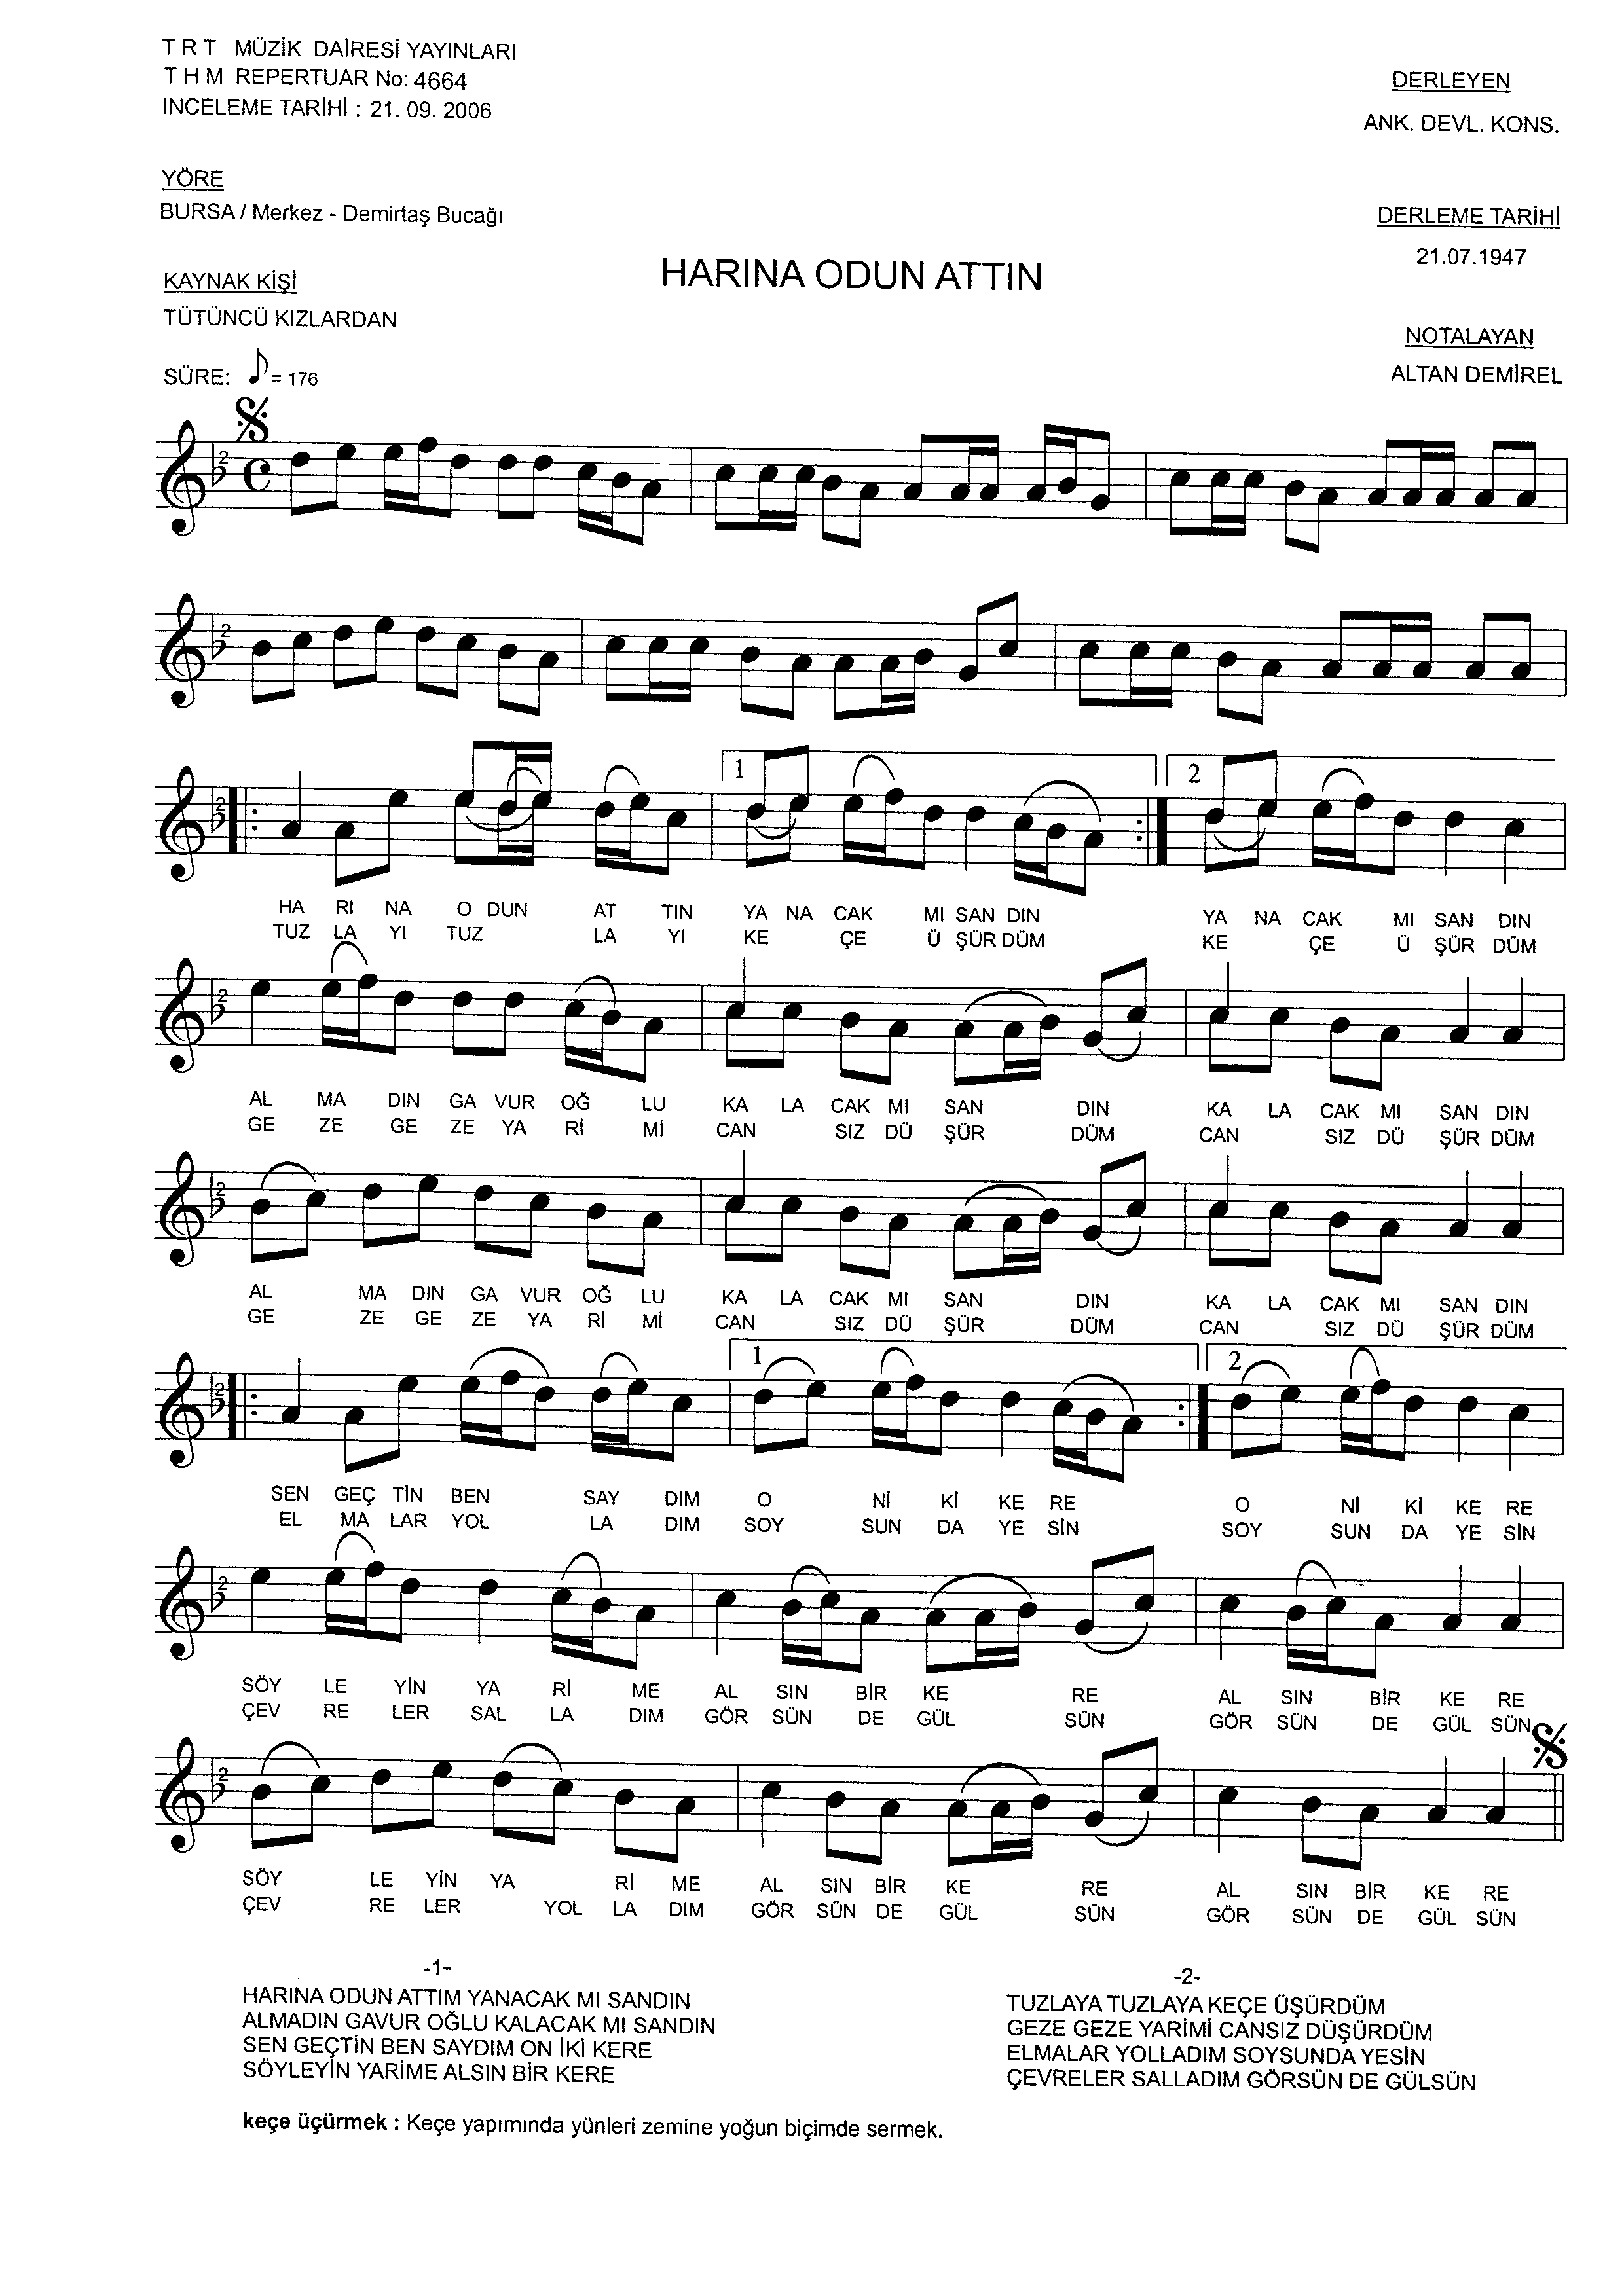 T R T MÜZİK DAİRESİ YAYINLARI
T H M REPERTUAR No: 4664
INCELEME TARİHİ : 21. 09. 2006
DERLEYEN
ANK. DEVL. KONS.
YÖRE
BURSA / Merkez - Demirtaş Bucağı
DERLEME TARİHİ
21.07.1947
HARINA ODUN ATTIN
KAYNAK KİŞİ
TÜTÜNCÜ KIZLARDAN
NOTALAYAN
ALTAN DEMİREL
SÜRE: ♪ = 176
2
2
2 1 2
HA RI NA O DUN AT TIN YA NA CAK MI SAN DIN YA NA CAK MI SAN DIN
TUZ LA YI TUZ LA YI KE ÇE Ü ŞÜR DÜM KE ÇE Ü ŞÜR DÜM
2
AL MA DIN GA VUR OĞ LU KA LA CAK MI SAN DIN KA LA CAK MI SAN DIN
GE ZE GE ZE YA Rİ Mİ CAN SIZ DÜ ŞÜR DÜM CAN SIZ DÜ ŞÜR DÜM
2
AL MA DIN GA VUR OĞ LU KA LA CAK MI SAN DIN KA LA CAK MI SAN DIN
GE ZE GE ZE YA Rİ Mİ CAN SIZ DÜ ŞÜR DÜM CAN SIZ DÜ ŞÜR DÜM
2 1 2
SEN GEÇ TİN BEN SAY DIM O Nİ Kİ KE RE O Nİ Kİ KE RE
EL MA LAR YOL LA DIM SOY SUN DA YE SİN SOY SUN DA YE SİN
2
SÖY LE YİN YA Rİ ME AL SIN BİR KE RE AL SIN BİR KE RE
ÇEV RE LER SAL LA DIM GÖR SÜN DE GÜL SÜN GÖR SÜN DE GÜL SÜN
2
SÖY LE YİN YA Rİ ME AL SIN BİR KE RE AL SIN BİR KE RE
ÇEV RE LER YOL LA DIM GÖR SÜN DE GÜL SÜN GÖR SÜN DE GÜL SÜN
-1-
HARINA ODUN ATTIM YANACAK MI SANDIN
ALMADIN GAVUR OĞLU KALACAK MI SANDIN
SEN GEÇTİN BEN SAYDIM ON İKİ KERE
SÖYLEYİN YARİME ALSIN BİR KERE
-2-
TUZLAYA TUZLAYA KEÇE ÜŞÜRDÜM
GEZE GEZE YARİMİ CANSIZ DÜŞÜRDÜM
ELMALAR YOLLADIM SOYSUNDA YESİN
ÇEVRELER SALLADIM GÖRSÜN DE GÜLSÜN
keçe üçürmek : Keçe yapımında yünleri zemine yoğun biçimde sermek.